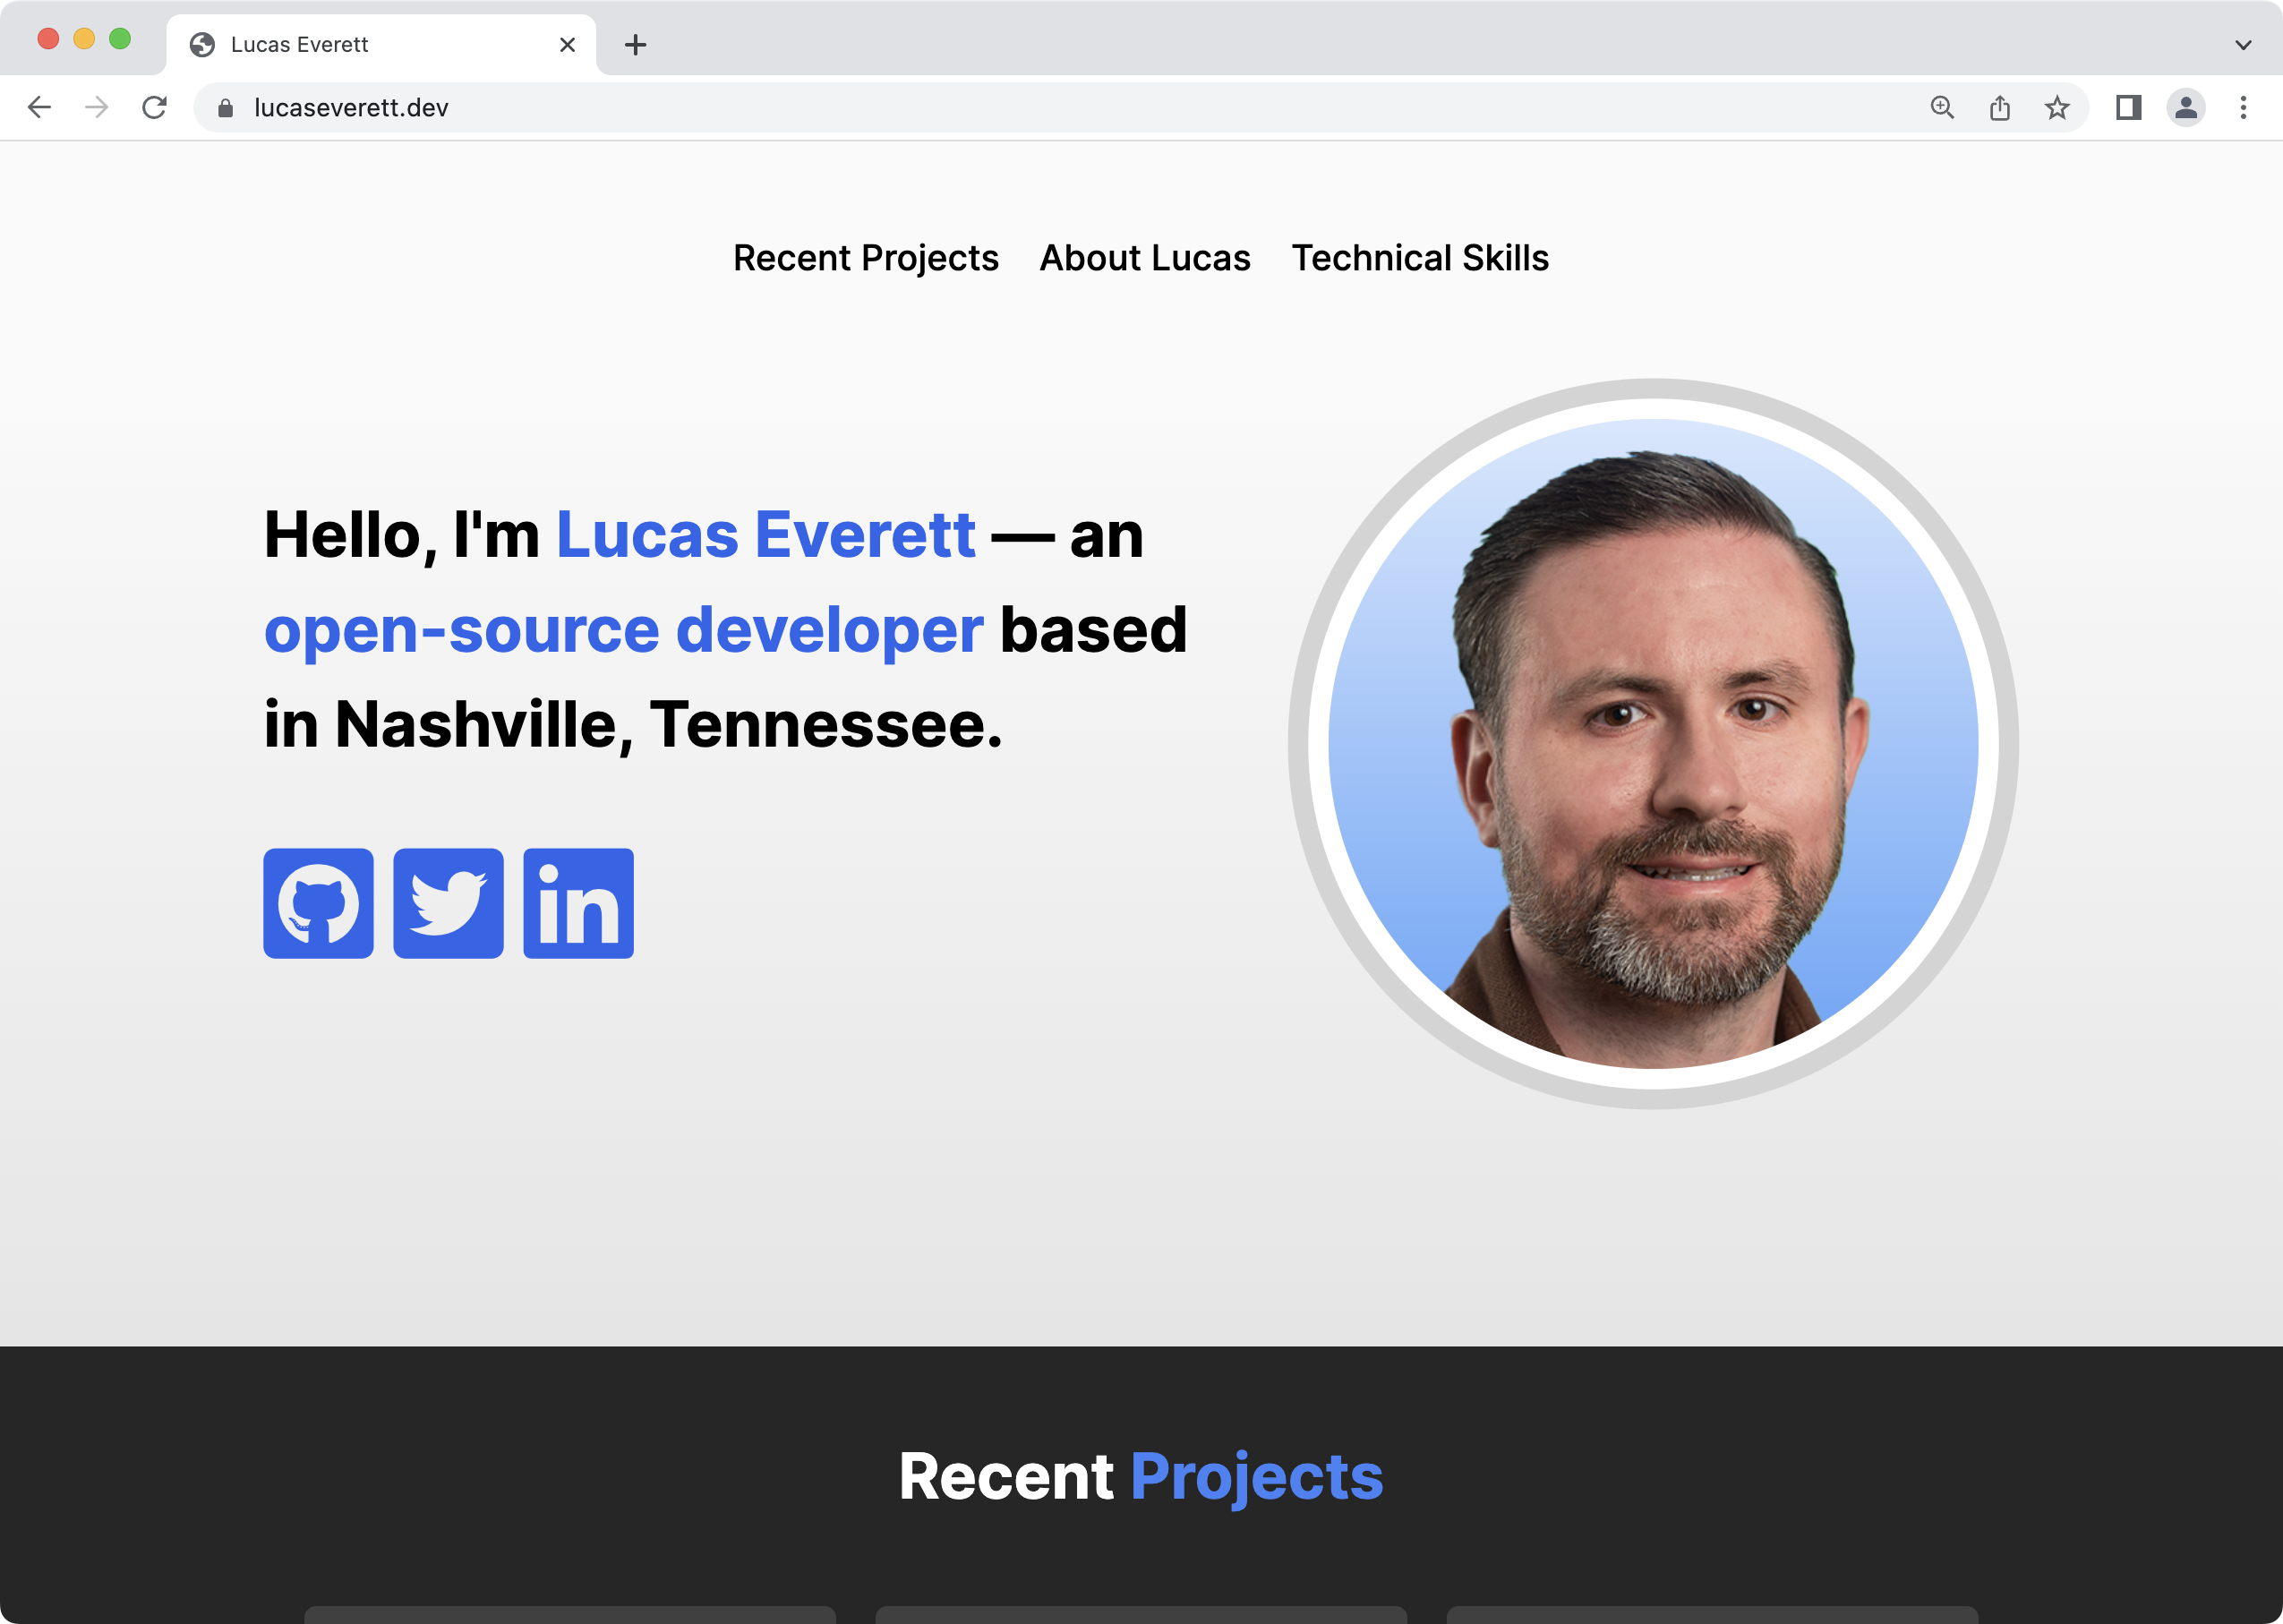 Lucas Everett
lucaseverett.dev
Recent Projects About Lucas Technical Skills
Hello, I'm Lucas Everett — an
open-source developer based
in Nashville, Tennessee.
in
Recent Projects